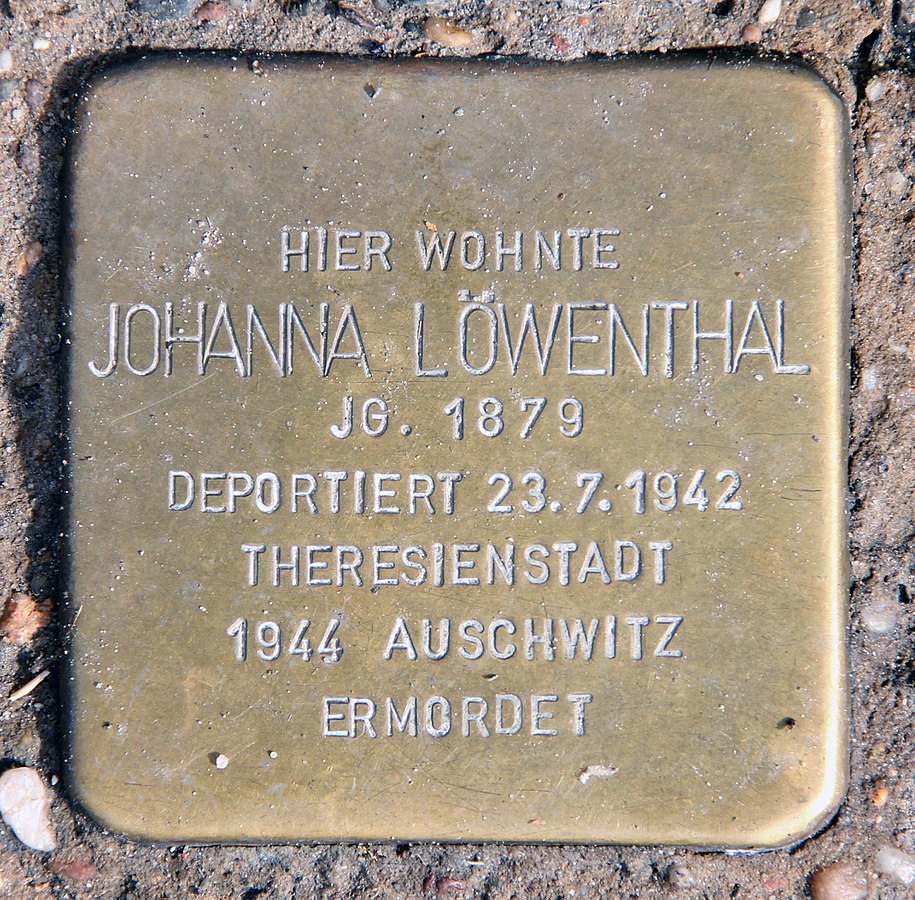 HIER WOHNTE
JOHANNA LÖWENTHAL
JG. 1879
DEPORTIERT 23.7.1942
THERESIENSTADT
1944 AUSCHWITZ
ERMORDET